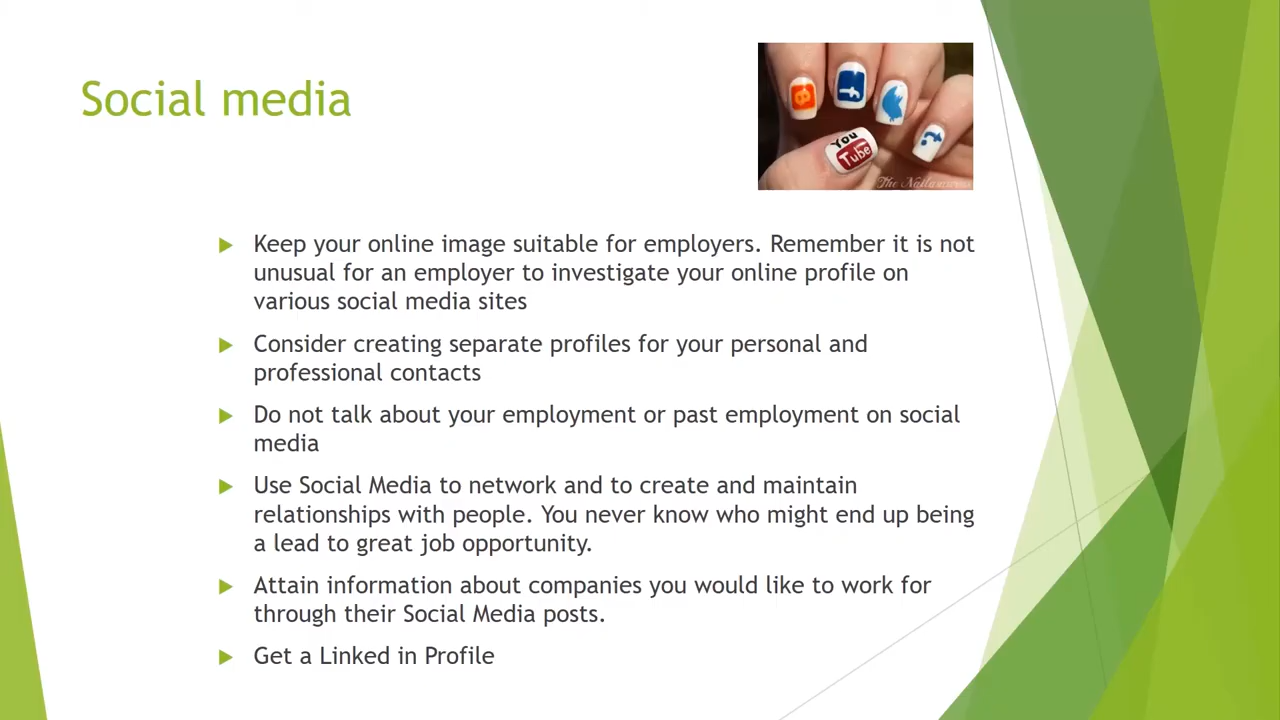 Social media
You
Tube
Keep your online image suitable for employers. Remember it is not
unusual for an employer to investigate your online profile on
various social media sites
Consider creating separate profiles for your personal and
professional contacts
Do not talk about your employment or past employment on social
media
Use Social Media to network and to create and maintain
relationships with people. You never know who might end up being
a lead to great job opportunity.
Attain information about companies you would like to work for
through their Social Media posts.
Get a Linked in Profile